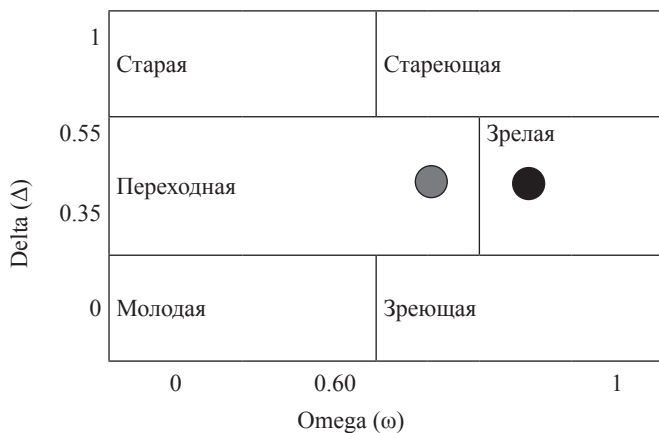 1
Старая
Стареющая
0.55
Зрелая
Переходная
0.35
Delta (Δ)
0
Молодая
Зреющая
0
0.60
1
Omega (ω)